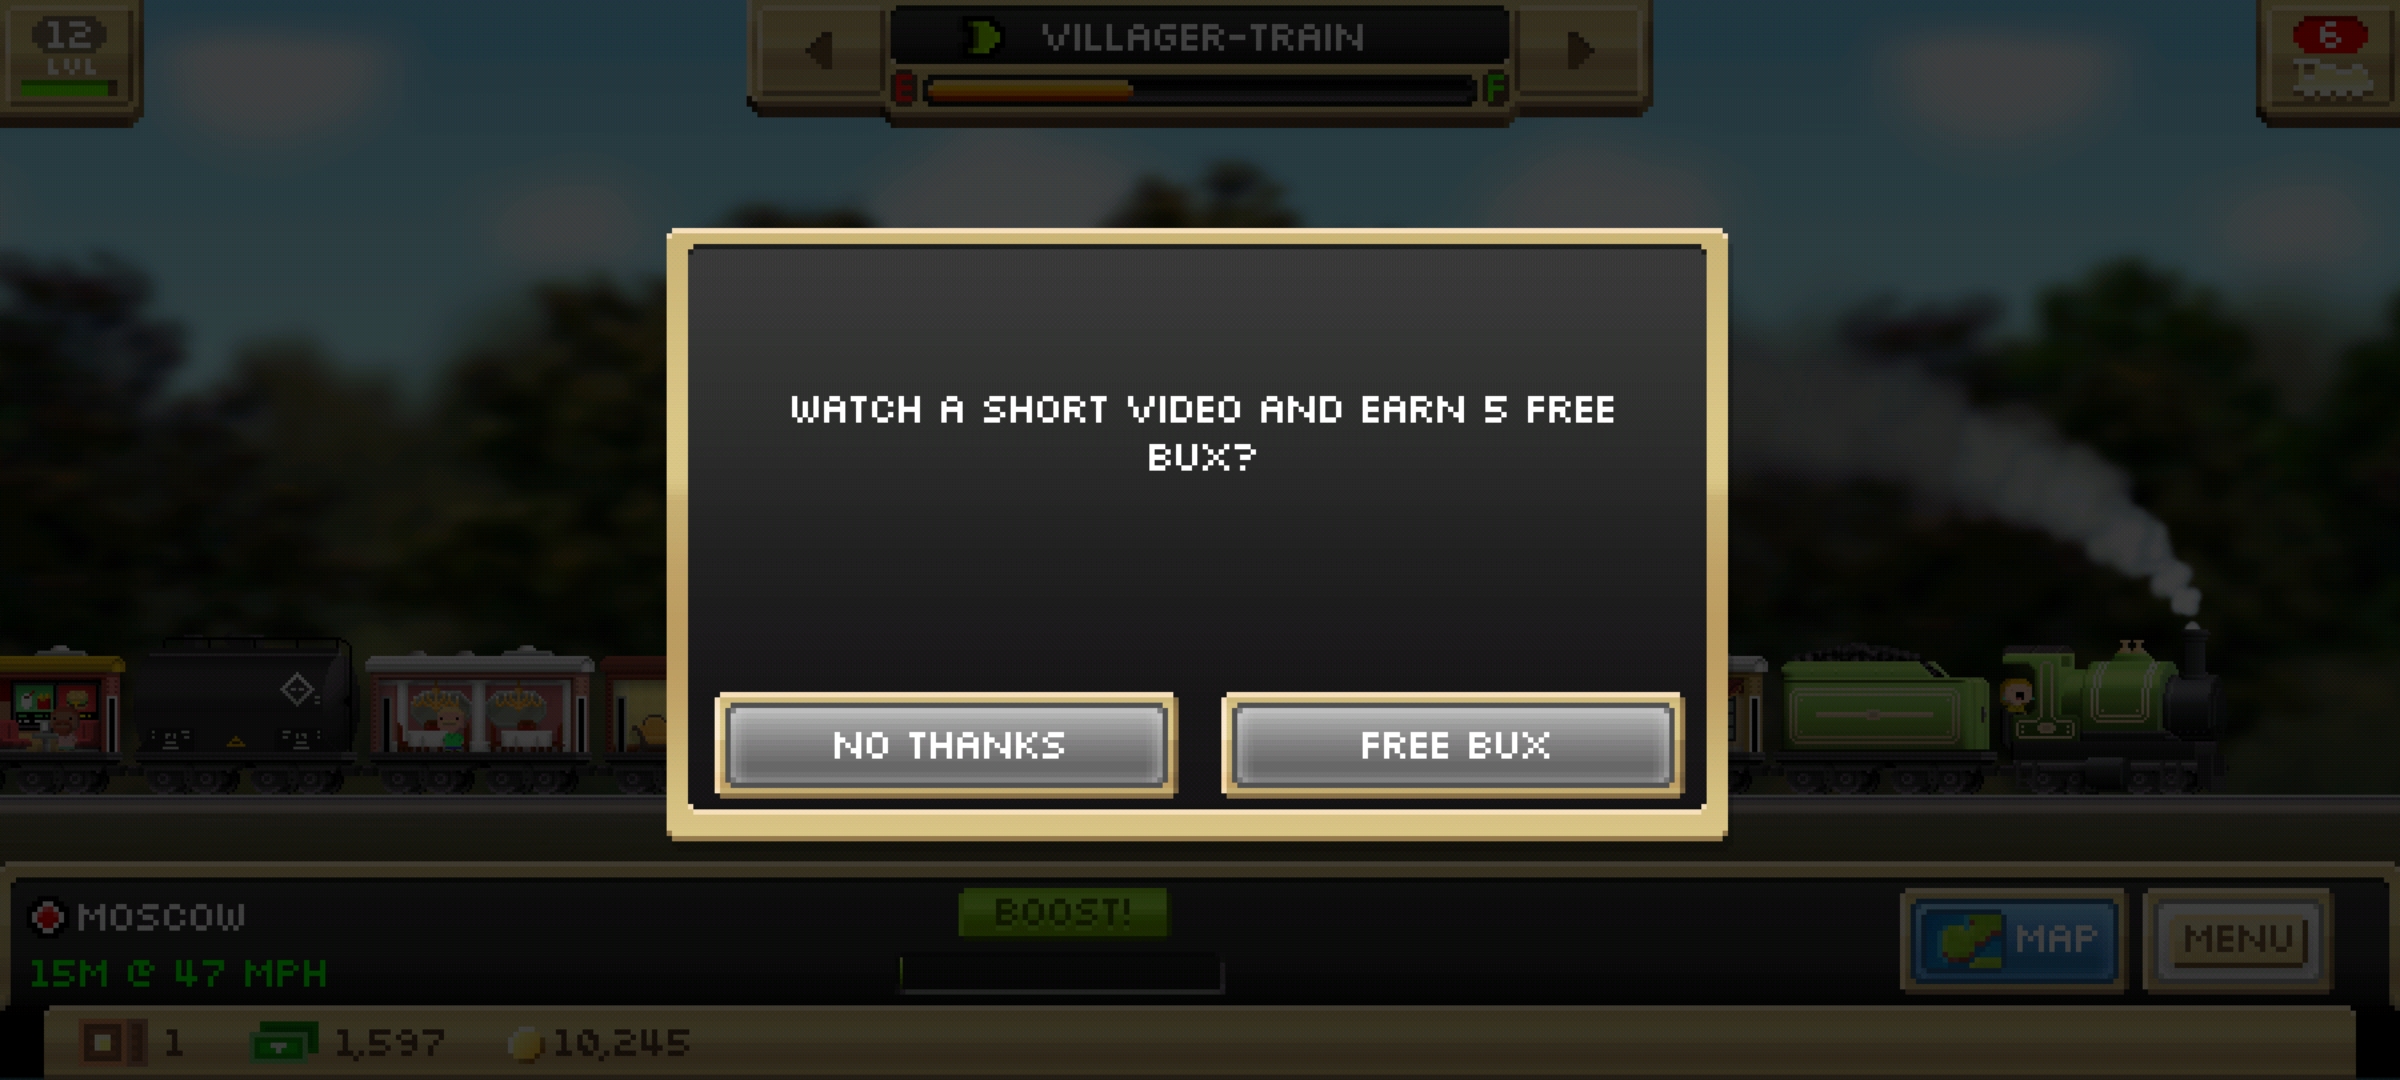 12
LVL
VILLAGER-TRAIN
E
F
6
WATCH A SHORT VIDEO AND EARN 5 FREE
BUX?
NO THANKS
FREE BUX
MOSCOW
15M @ 47 MPH
BOOST!
MAP
MENU
1
1,597
10,245